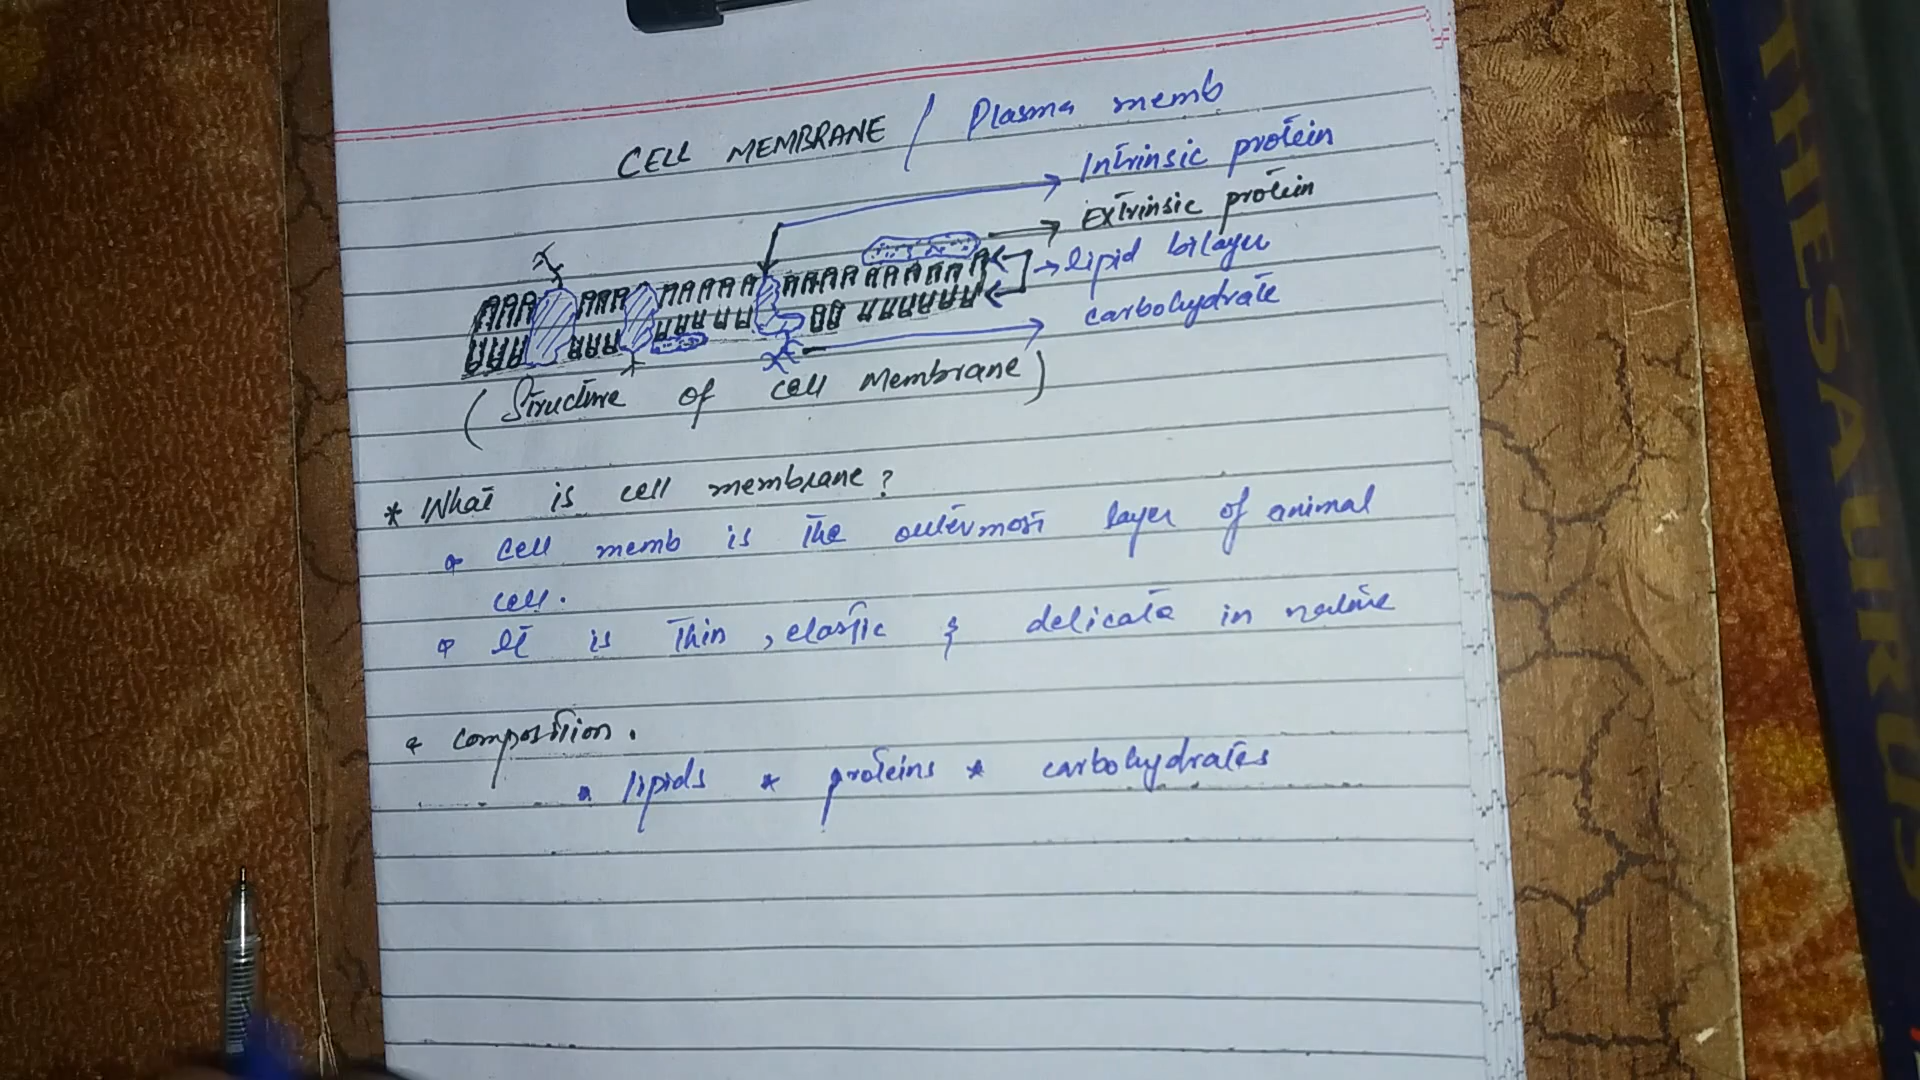 CELL MEMBRANE / Plasma memb
Intrinsic protein
Extrinsic protein
lipid bilayer
carbohydrate
(Structure of cell Membrane)
* What is cell membrane?
cell memb is the outermost layer of animal
cell.
It is thin, elastic & delicate in nature
composition.
* lipids * proteins * carbohydrates
THESAURUS